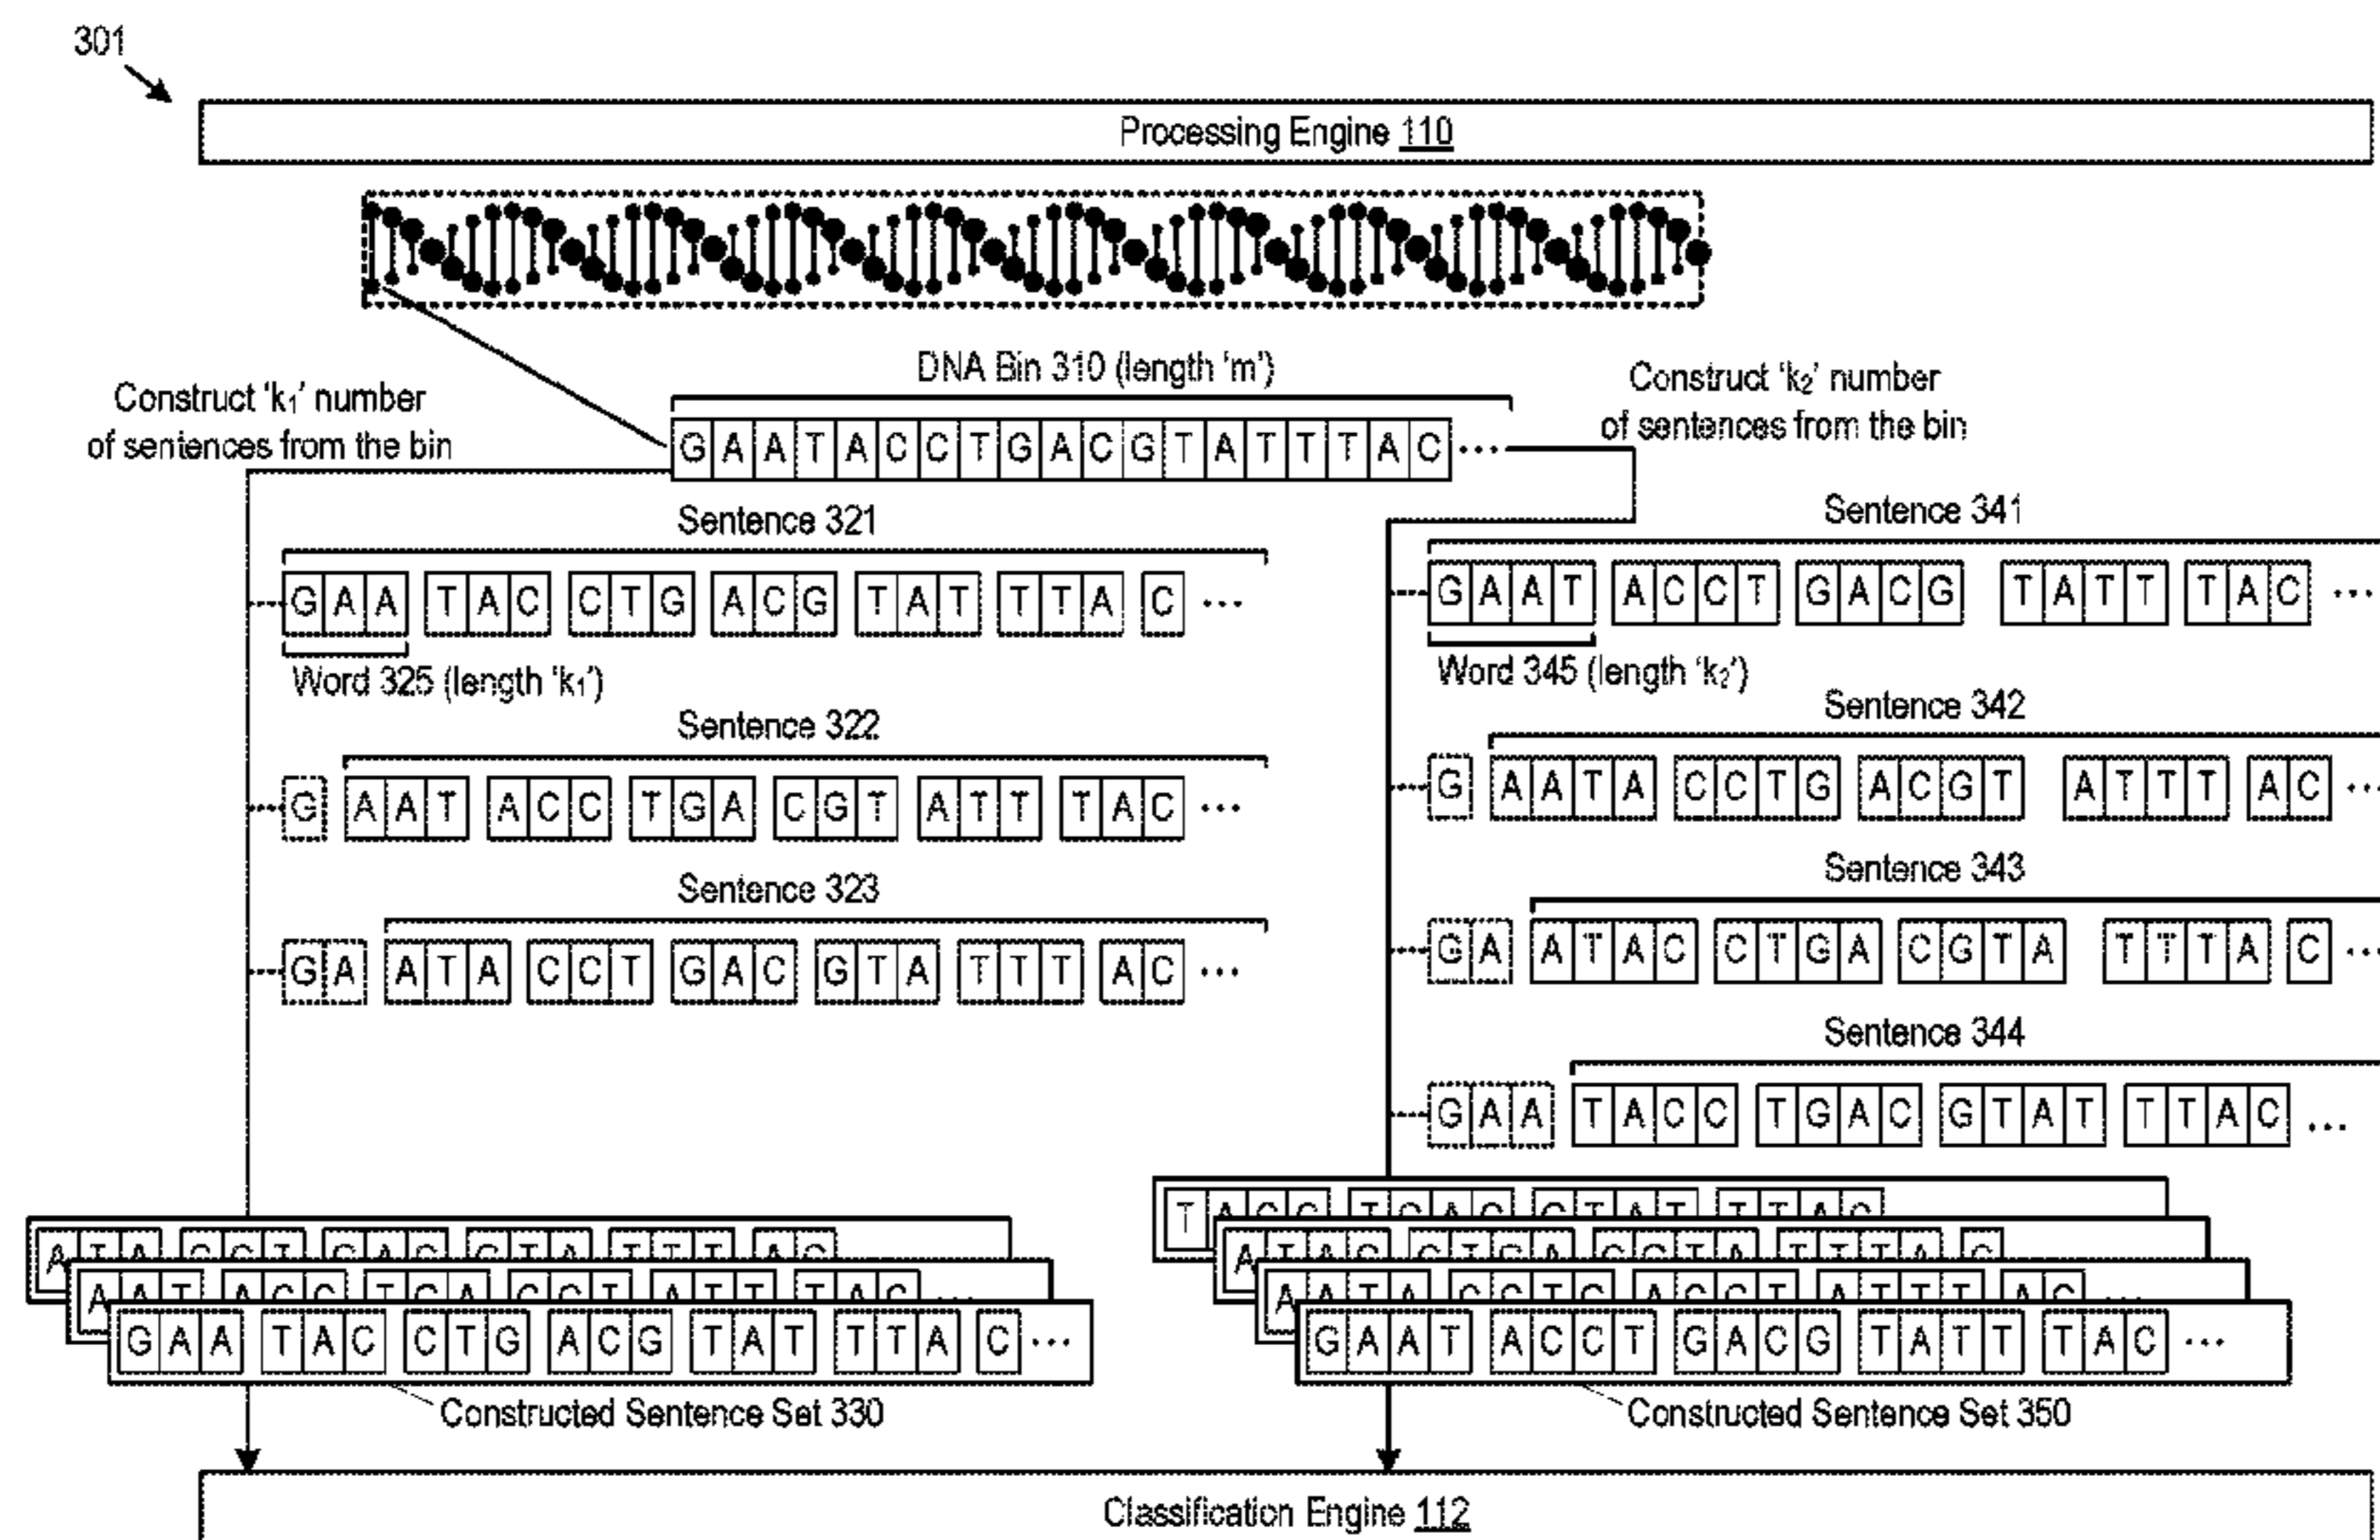 301
Processing Engine 110
DNA Bin 310 (length 'm')
Construct 'k₁' number
of sentences from the bin
Construct 'k₂' number
of sentences from the bin
G A A T A C C T G A C G T A T T T A C ...
Sentence 321
G A A T A C C T G A C G T A T T T A C ...
Word 325 (length 'k₁')
Sentence 322
G A A T A C C T G A C G T A T T T A C ...
Sentence 323
G A A T A C C T G A C G T A T T T A C ...
Sentence 341
G A A T A C C T G A C G T A T T T A C ...
Word 345 (length 'k₂')
Sentence 342
G A A T A C C T G A C G T A T T T A C ...
Sentence 343
G A A T A C C T G A C G T A T T T A C ...
Sentence 344
G A A T A C C T G A C G T A T T T A C ...
G A A T A C C T G A C G T A T T T A C ...
Constructed Sentence Set 330
G A A T A C C T G A C G T A T T T A C ...
Constructed Sentence Set 350
Classification Engine 112